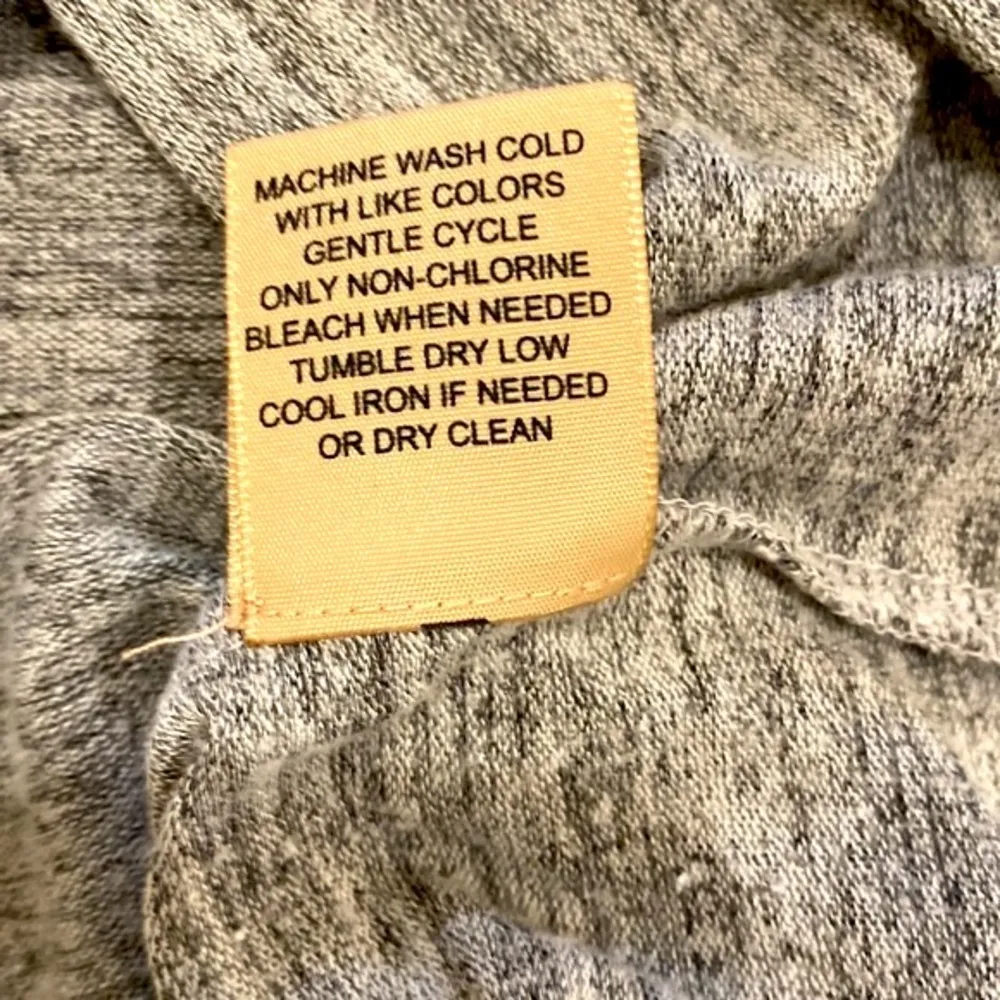 MACHINE WASH COLD
WITH LIKE COLORS
GENTLE CYCLE
ONLY NON-CHLORINE
BLEACH WHEN NEEDED
TUMBLE DRY LOW
COOL IRON IF NEEDED
OR DRY CLEAN